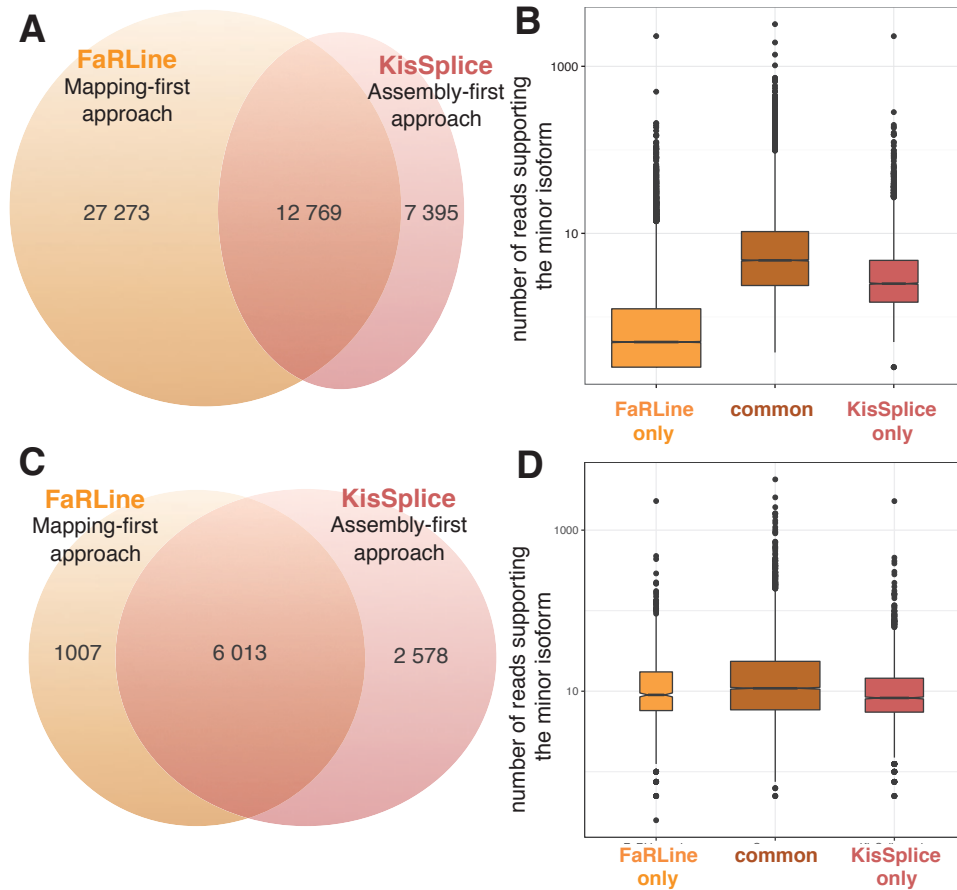 A
FaRLine
Mapping-first
approach
KisSplice
Assembly-first
approach
27 273
12 769
7 395
B
number of reads supporting
the minor isoform
1000
10
FaRLine
only
common
KisSplice
only
C
FaRLine
Mapping-first
approach
KisSplice
Assembly-first
approach
1007
6 013
2 578
D
number of reads supporting
the minor isoform
1000
10
FaRLine
only
common
KisSplice
only